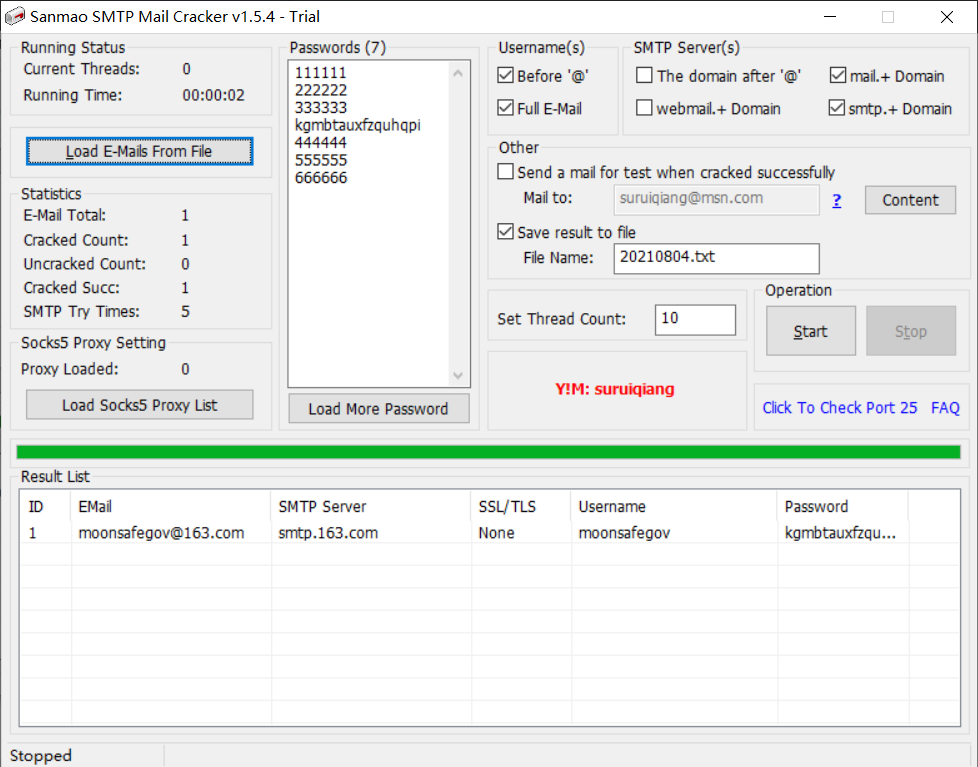 Sanmao SMTP Mail Cracker v1.5.4 - Trial
Running Status
Current Threads: 0
Running Time: 00:00:02
Load E-Mails From File
Statistics
E-Mail Total: 1
Cracked Count: 1
Uncracked Count: 0
Cracked Succ: 1
SMTP Try Times: 5
Socks5 Proxy Setting
Proxy Loaded: 0
Load Socks5 Proxy List
Passwords (7)
111111
222222
333333
kgmbtauxfzquhqpi
444444
555555
666666
Load More Password
Username(s)
Before '@'
Full E-Mail
SMTP Server(s)
The domain after '@' mail.+ Domain
webmail.+ Domain smtp.+ Domain
Other
Send a mail for test when cracked successfully
Mail to: suruiqiang@msn.com ? Content
Save result to file
File Name: 20210804.txt
Set Thread Count: 10
Operation
Start Stop
Y!M: suruiqiang
Click To Check Port 25 FAQ
Result List
ID EMail SMTP Server SSL/TLS Username Password
1 moonsafegov@163.com smtp.163.com None moonsafegov kgmbtauxfzqu...
Stopped